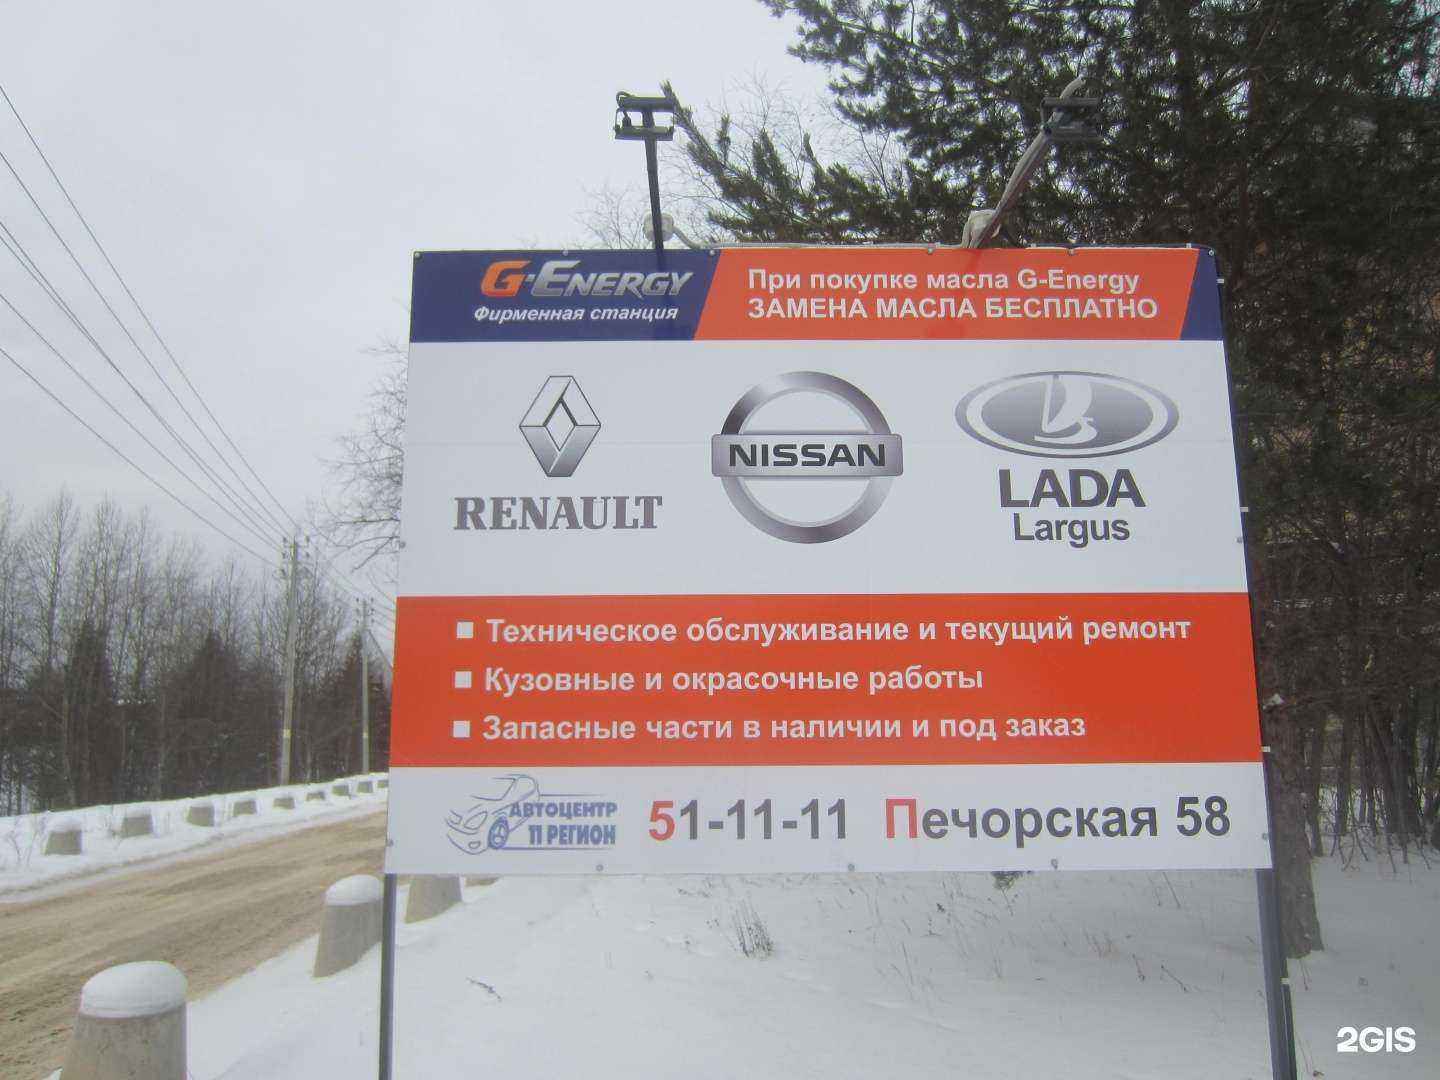 G-Energy
Фирменная станция
При покупке масла G-Energy
ЗАМЕНА МАСЛА БЕСПЛАТНО
RENAULT
NISSAN
LADA
Largus
Техническое обслуживание и текущий ремонт
Кузовные и окрасочные работы
Запасные части в наличии и под заказ
АВТОЦЕНТР
11 РЕГИОН
51-11-11 Печорская 58
2GIS